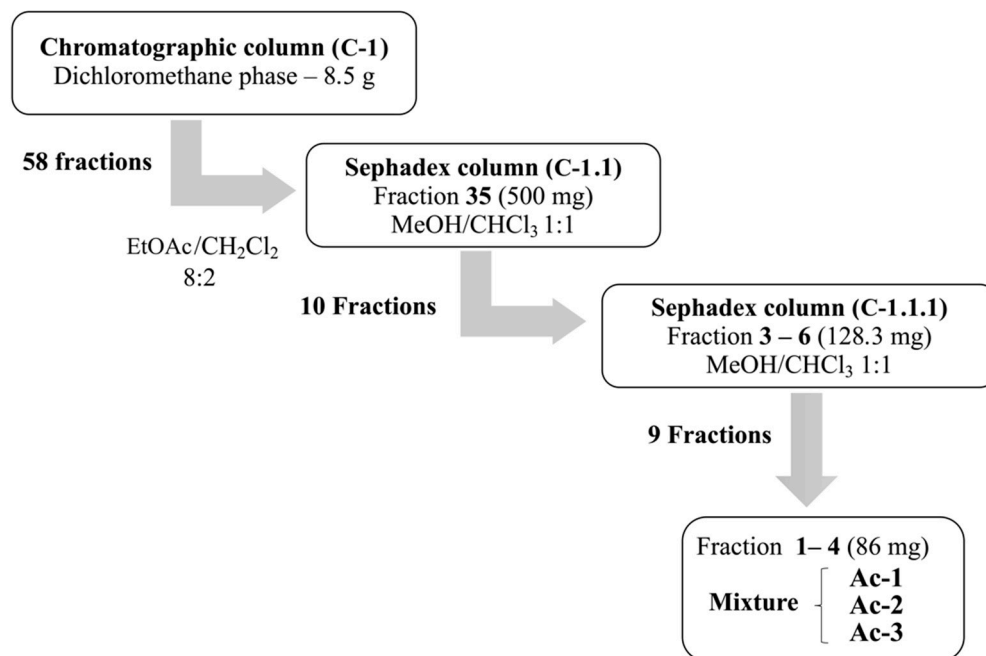 Chromatographic column (C-1)
Dichloromethane phase – 8.5 g
58 fractions
EtOAc/CH₂Cl₂
8:2
Sephadex column (C-1.1)
Fraction 35 (500 mg)
MeOH/CHCl₃ 1:1
10 Fractions
Sephadex column (C-1.1.1)
Fraction 3 – 6 (128.3 mg)
MeOH/CHCl₃ 1:1
9 Fractions
Fraction 1– 4 (86 mg)
Mixture
Ac-1
Ac-2
Ac-3